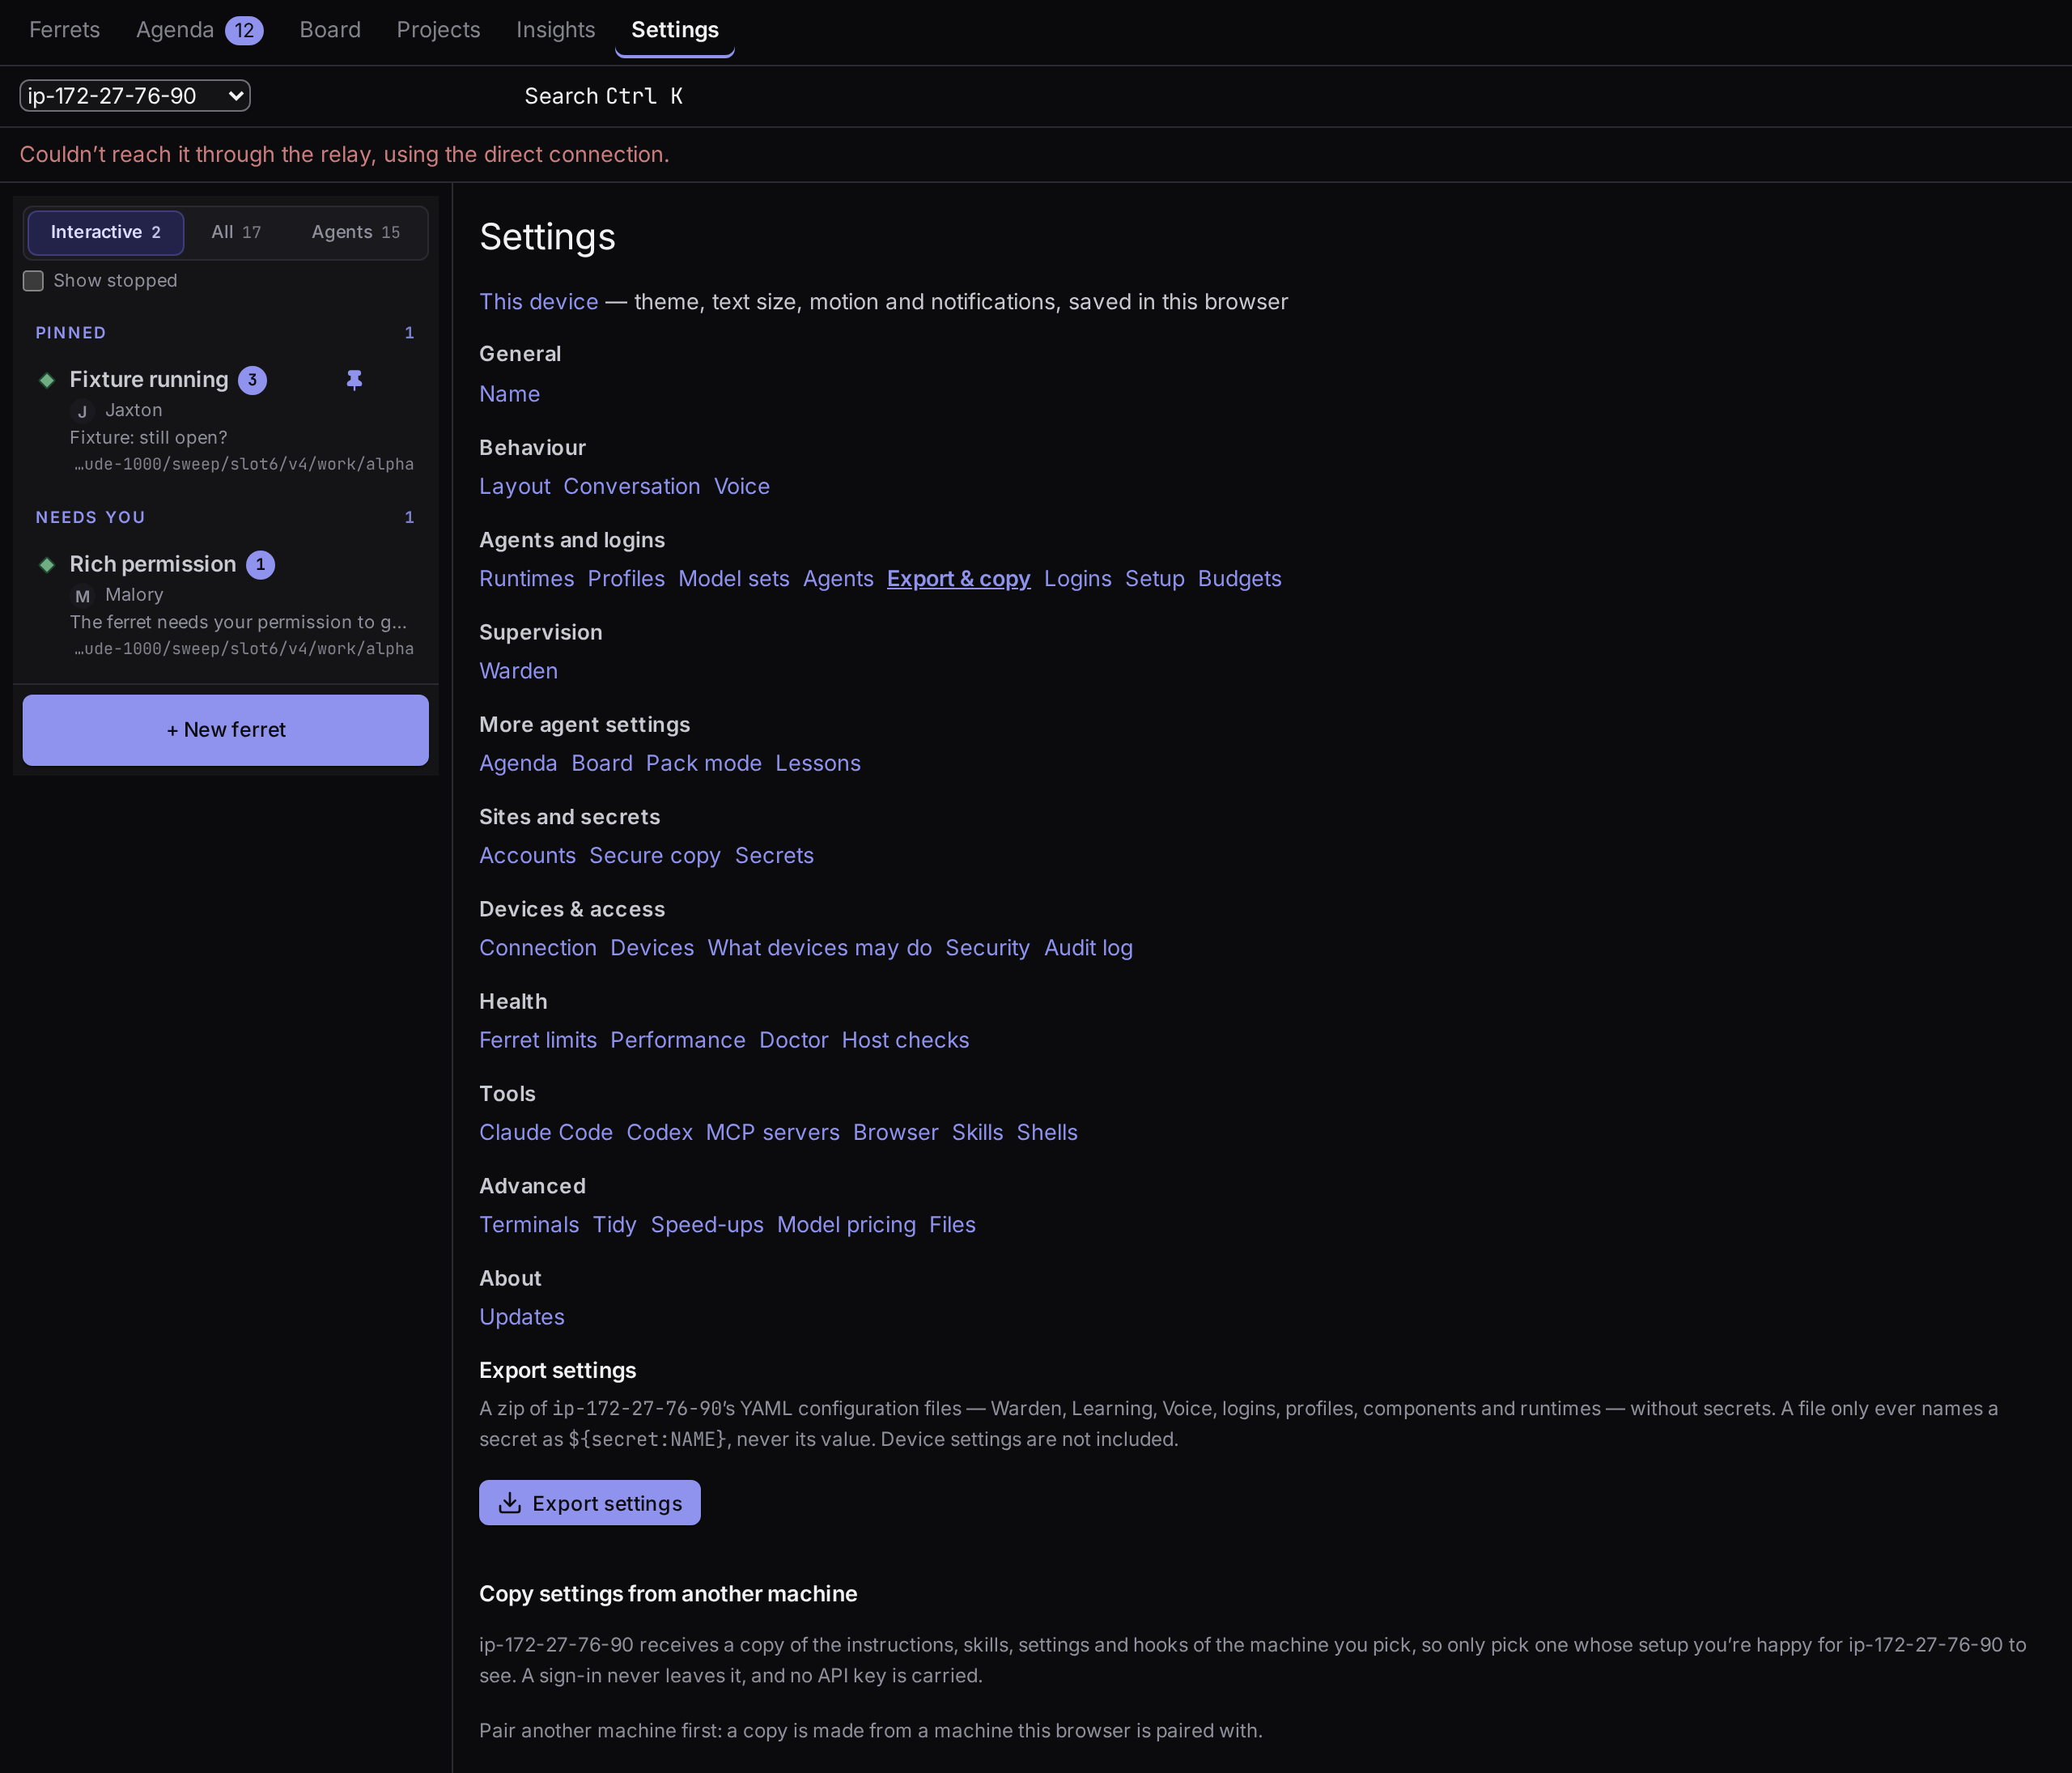 Ferrets Agenda 12 Board Projects Insights Settings
ip-172-27-76-90 Search Ctrl K
Couldn’t reach it through the relay, using the direct connection.
Interactive 2 All 17 Agents 15
Show stopped
PINNED 1
Fixture running 3
J Jaxton
Fixture: still open?
…ude-1000/sweep/slot6/v4/work/alpha
NEEDS YOU 1
Rich permission 1
M Malory
The ferret needs your permission to g…
…ude-1000/sweep/slot6/v4/work/alpha
+ New ferret
Settings
This device — theme, text size, motion and notifications, saved in this browser
General
Name
Behaviour
Layout Conversation Voice
Agents and logins
Runtimes Profiles Model sets Agents Export & copy Logins Setup Budgets
Supervision
Warden
More agent settings
Agenda Board Pack mode Lessons
Sites and secrets
Accounts Secure copy Secrets
Devices & access
Connection Devices What devices may do Security Audit log
Health
Ferret limits Performance Doctor Host checks
Tools
Claude Code Codex MCP servers Browser Skills Shells
Advanced
Terminals Tidy Speed-ups Model pricing Files
About
Updates
Export settings
A zip of ip-172-27-76-90’s YAML configuration files — Warden, Learning, Voice, logins, profiles, components and runtimes — without secrets. A file only ever names a
secret as ${secret:NAME}, never its value. Device settings are not included.
Export settings
Copy settings from another machine
ip-172-27-76-90 receives a copy of the instructions, skills, settings and hooks of the machine you pick, so only pick one whose setup you’re happy for ip-172-27-76-90 to
see. A sign-in never leaves it, and no API key is carried.
Pair another machine first: a copy is made from a machine this browser is paired with.